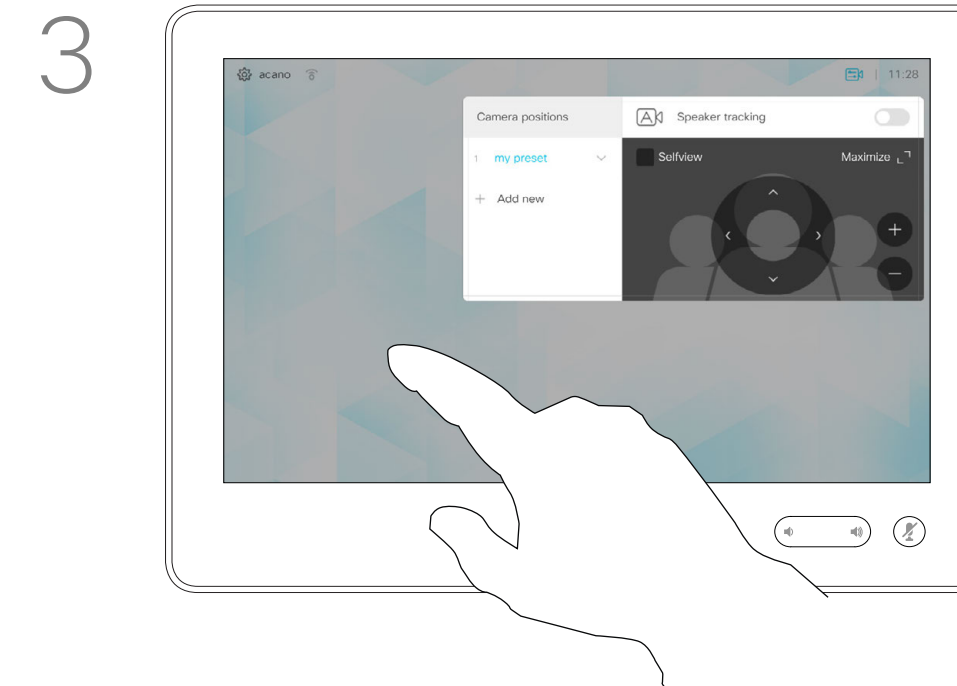 3
acano
11:28
Camera positions
Speaker tracking
1 my preset
Selfview
Maximize
+ Add new